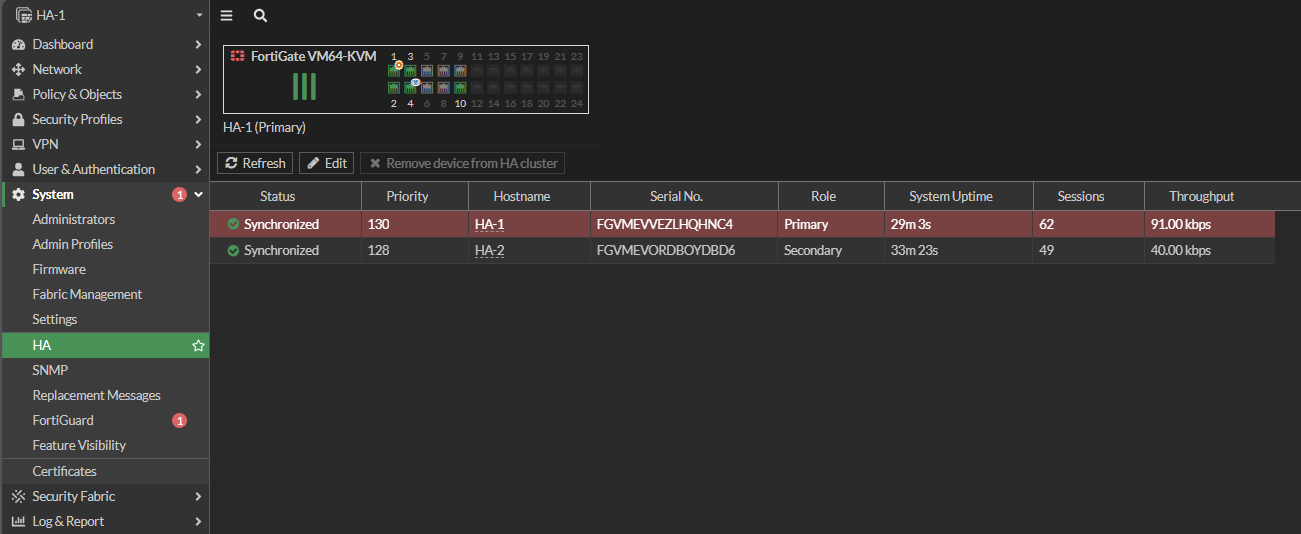 HA-1
Dashboard
Network
Policy & Objects
Security Profiles
VPN
User & Authentication
System 1
Administrators
Admin Profiles
Firmware
Fabric Management
Settings
HA
SNMP
Replacement Messages
FortiGuard 1
Feature Visibility
Certificates
Security Fabric
Log & Report
FortiGate VM64-KVM
1 3 5 7 9 11 13 15 17 19 21 23
2 4 6 8 10 12 14 16 18 20 22 24
HA-1 (Primary)
Refresh Edit Remove device from HA cluster
Status Priority Hostname Serial No. Role System Uptime Sessions Throughput
Synchronized 130 HA-1 FGVMEVVEZLHQHNC4 Primary 29m 3s 62 91.00 kbps
Synchronized 128 HA-2 FGVMEVORDBOYDBD6 Secondary 33m 23s 49 40.00 kbps